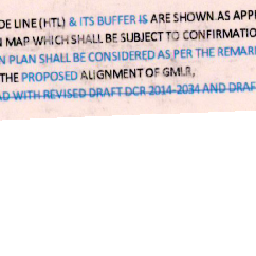 DE LINE (HTL) & ITS BUFFER IS ARE SHOWN AS APP
N MAP WHICH SHALL BE SUBJECT TO CONFIRMATIO
N PLAN SHALL BE CONSIDERED AS PER THE REMAR
THE PROPOSED ALIGNMENT OF GMLR,
AD WITH REVISED DRAFT DCR 2014-2034 AND DRAF